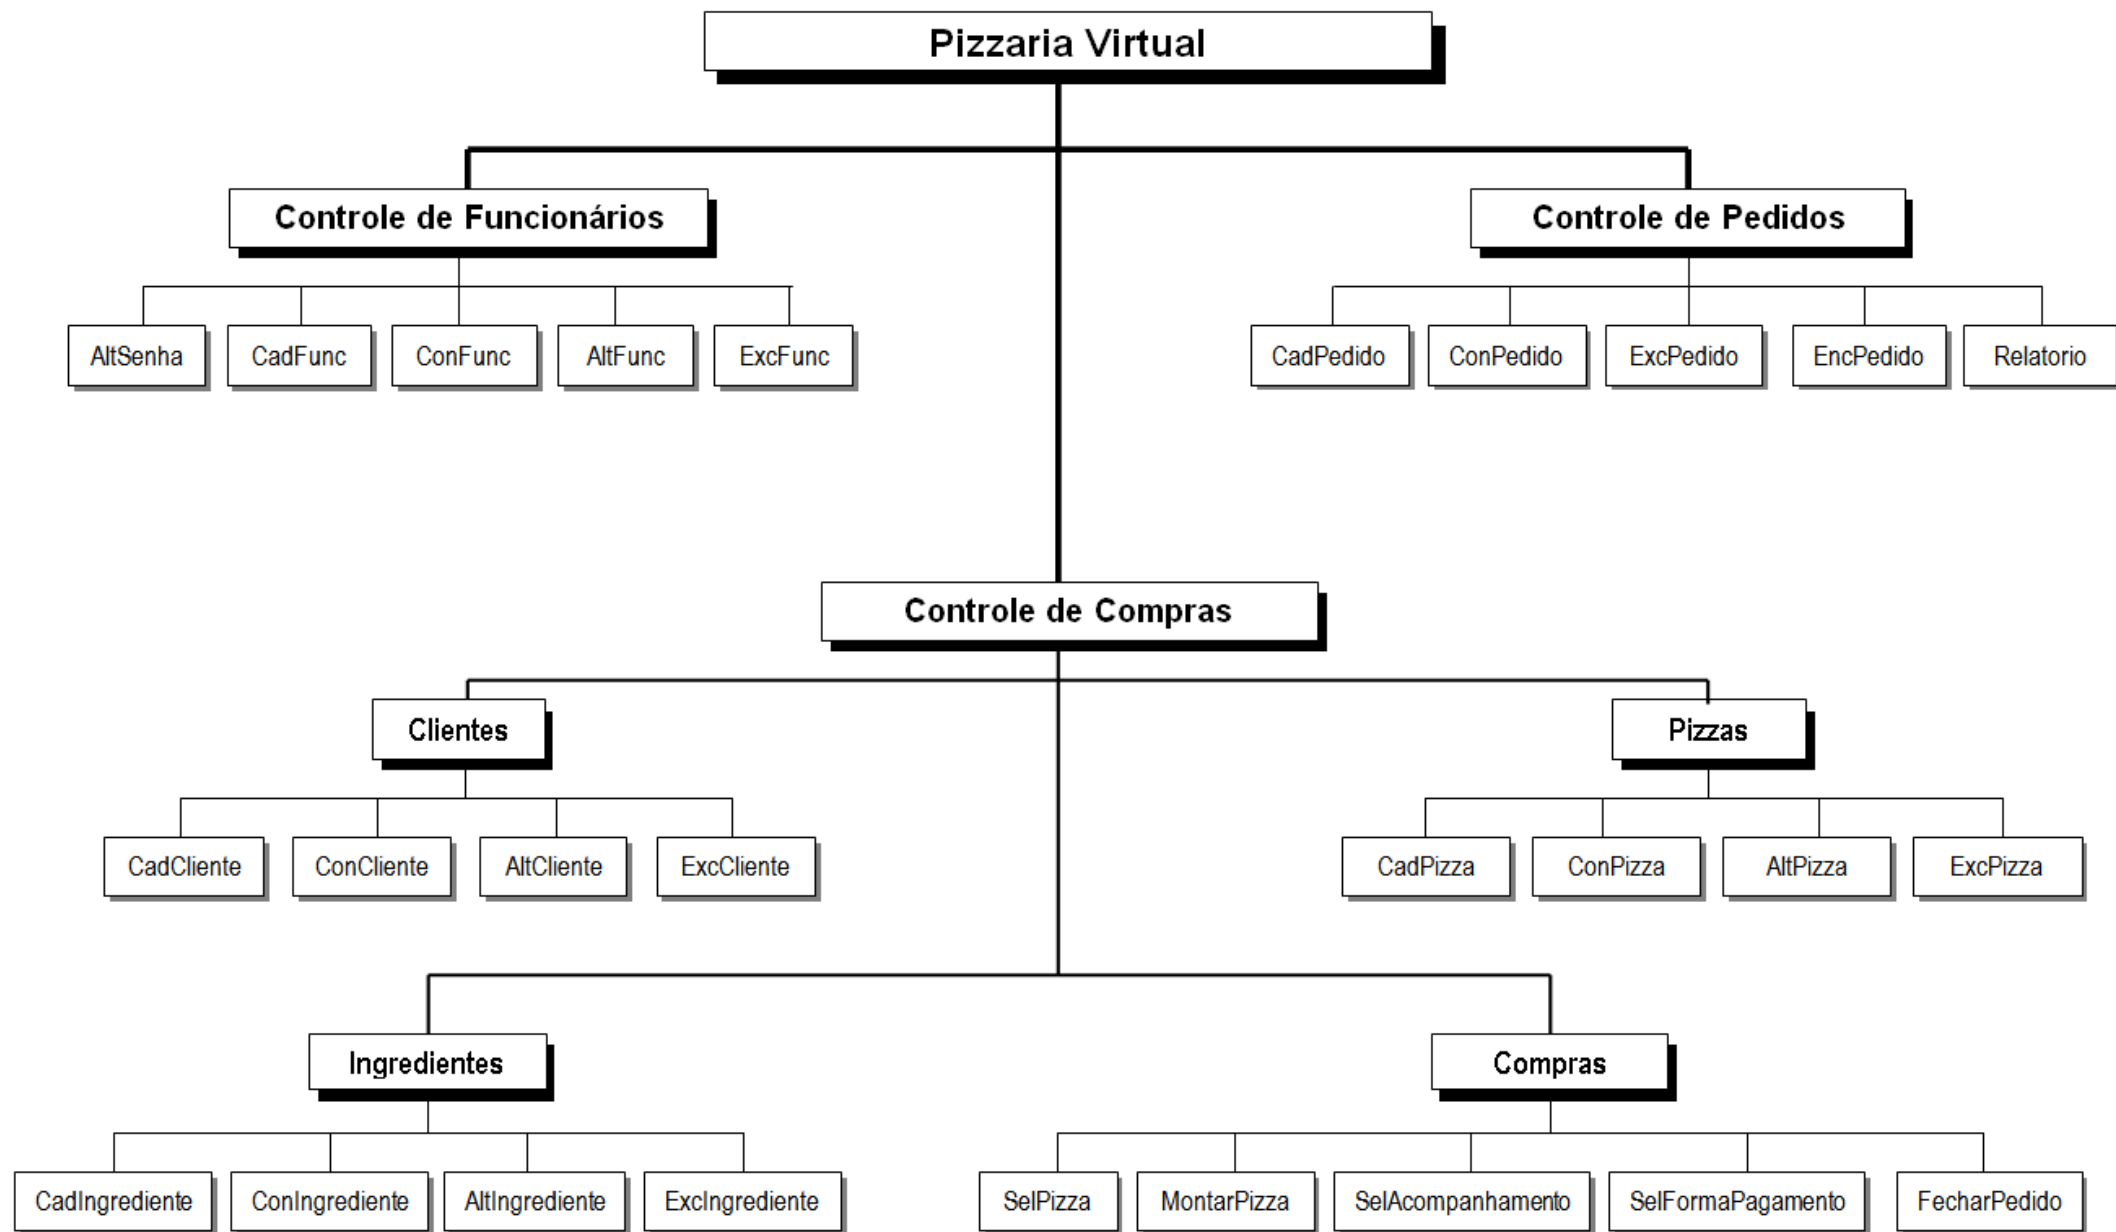 Pizzaria Virtual
Controle de Funcionários
Controle de Pedidos
AltSenha
CadFunc
ConFunc
AltFunc
ExcFunc
CadPedido
ConPedido
ExcPedido
EncPedido
Relatorio
Controle de Compras
Clientes
Pizzas
CadCliente
ConCliente
AltCliente
ExcCliente
CadPizza
ConPizza
AltPizza
ExcPizza
Ingredientes
Compras
CadIngrediente
ConIngrediente
AltIngrediente
ExcIngrediente
SelPizza
MontarPizza
SelAcompanhamento
SelFormaPagamento
FecharPedido